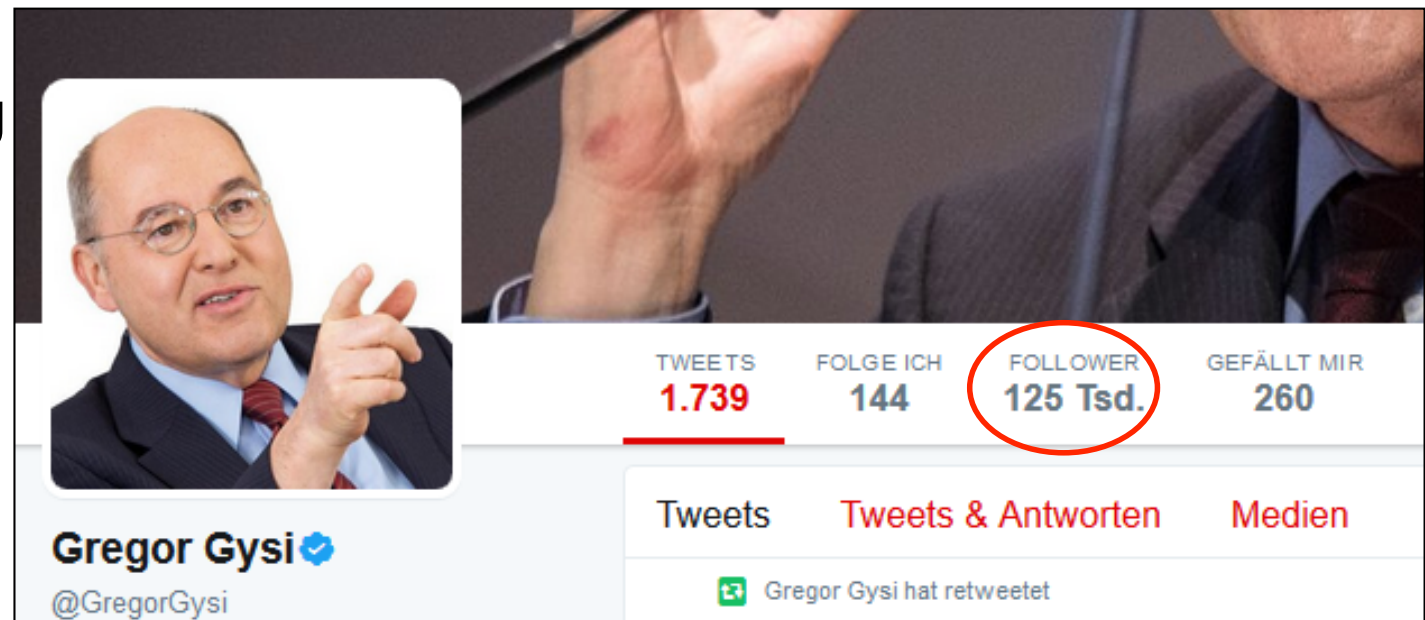 g
TWEETS FOLGE ICH FOLLOWER GEFÄLLT MIR
1.739 144 125 Tsd. 260
Tweets Tweets & Antworten Medien
Gregor Gysi
@GregorGysi
Gregor Gysi hat retweetet